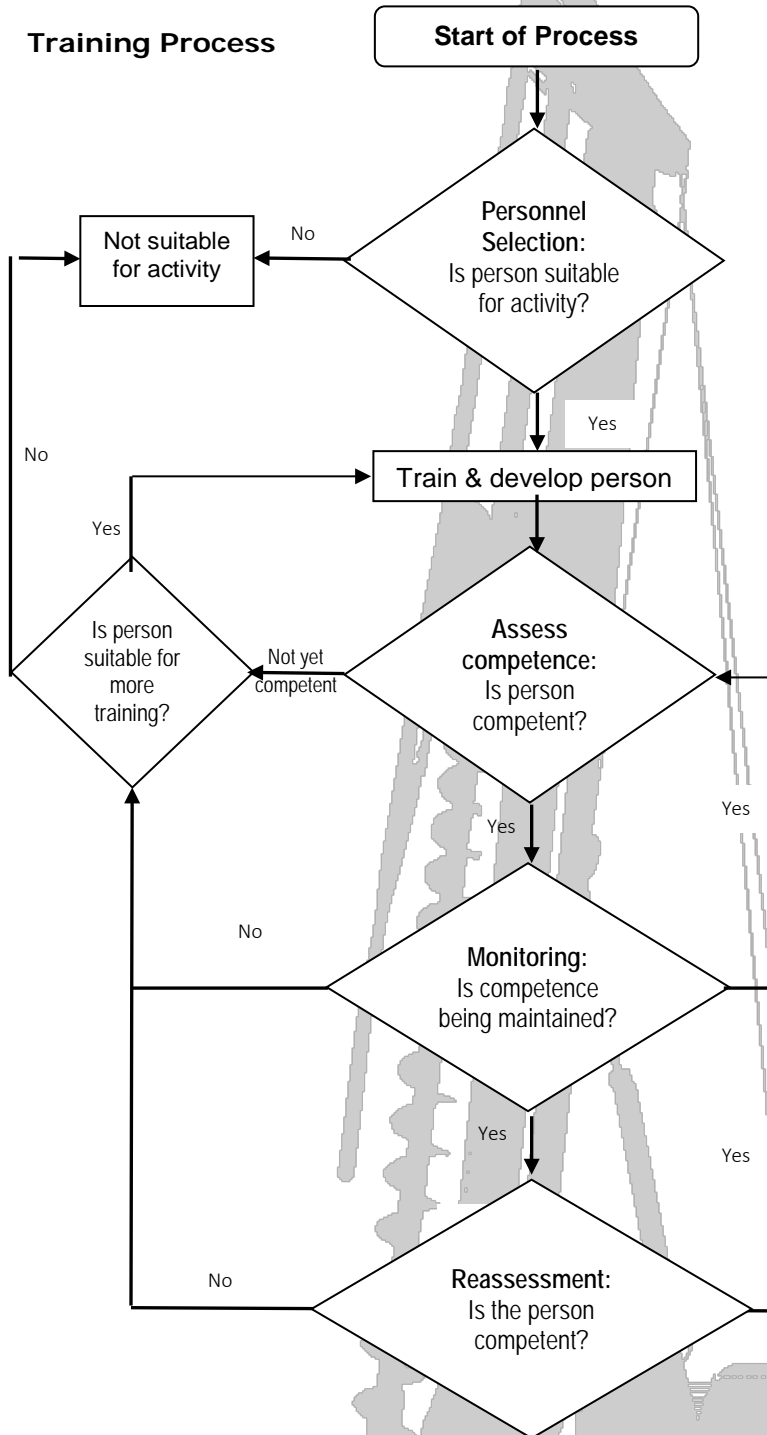 Training Process
Start of Process
Personnel
Selection:
Is person suitable
for activity?
No
Not suitable
for activity
Yes
No
Train & develop person
Yes
Is person
suitable for
more
training?
Not yet
competent
Assess
competence:
Is person
competent?
Yes
Yes
No
Monitoring:
Is competence
being maintained?
Yes
Yes
No
Reassessment:
Is the person
competent?